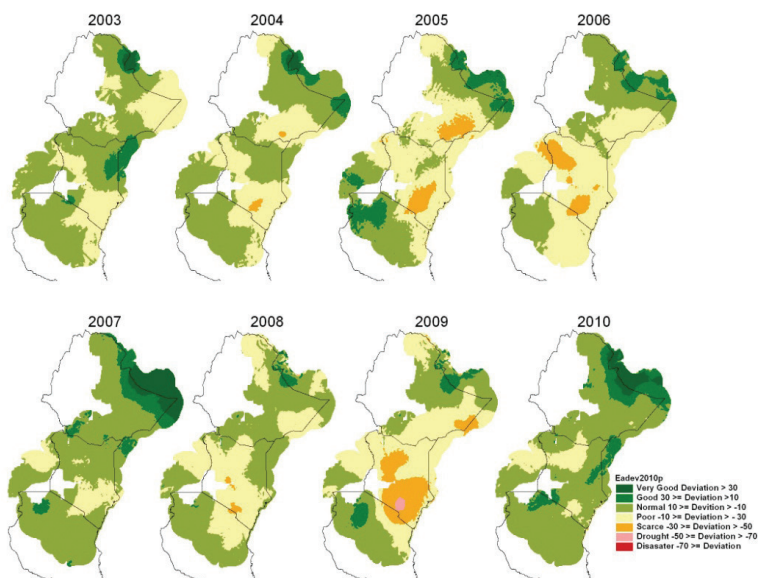 2003
2004
2005
2006
2007
2008
2009
2010
Eadev2010p
Very Good Deviation > 30
Good 30 >= Deviation >10
Normal 10 >= Devition > -10
Poor -10 >= Deviation > - 30
Scarce -30 >= Deviation > -50
Drought -50 >= Deviation > -70
Disasater -70 >= Deviation